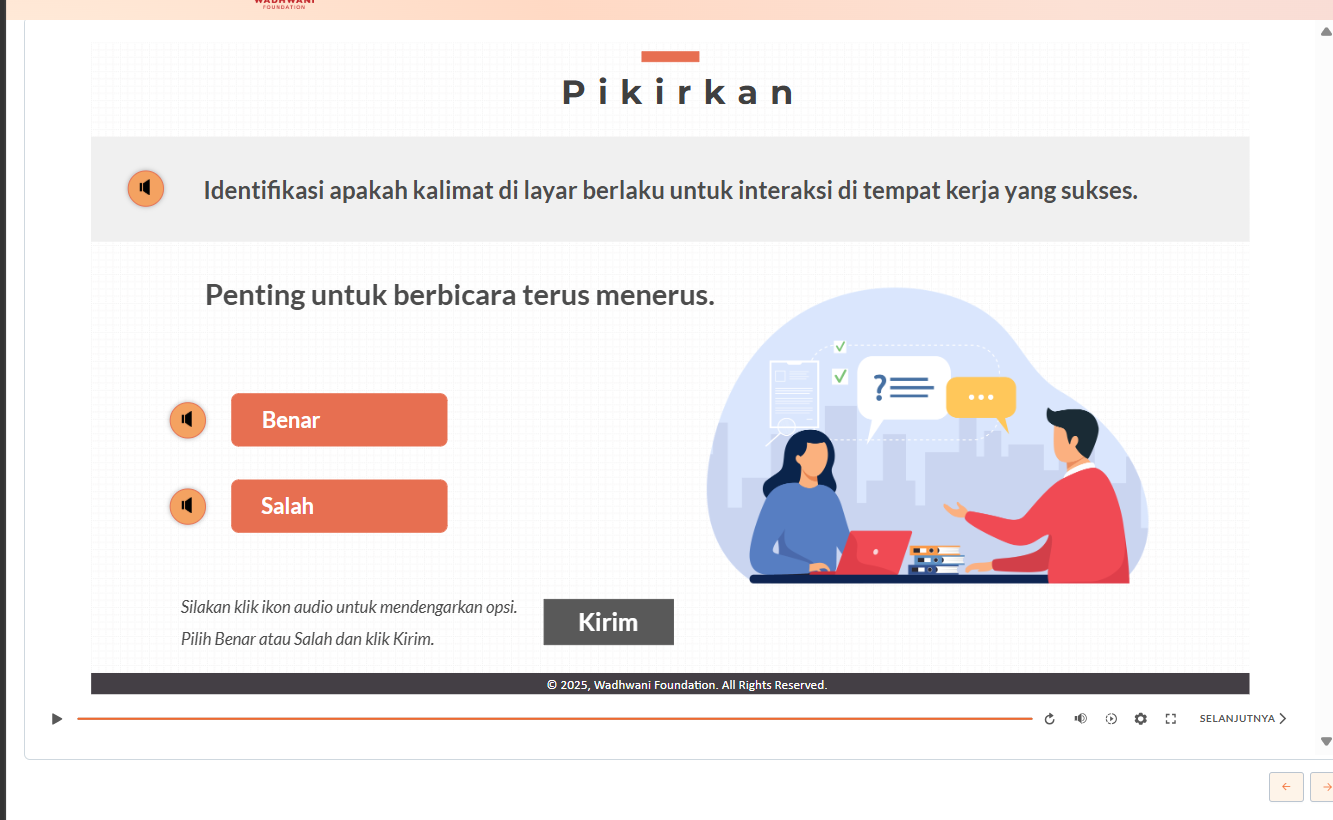 WADHWANI
FOUNDATION
Pikirkan
Identifikasi apakah kalimat di layar berlaku untuk interaksi di tempat kerja yang sukses.
Penting untuk berbicara terus menerus.
?
...
Benar
Salah
Silakan klik ikon audio untuk mendengarkan opsi.
Pilih Benar atau Salah dan klik Kirim.
Kirim
© 2025, Wadhwani Foundation. All Rights Reserved.
SELANJUTNYA